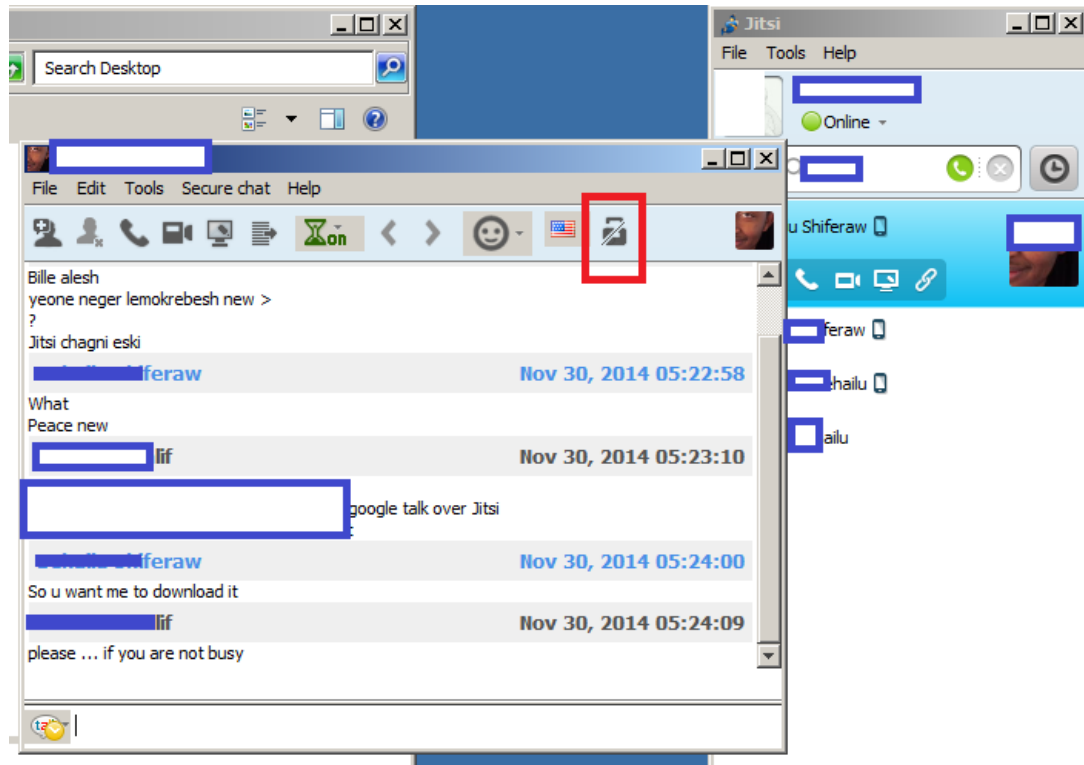 Search Desktop
Jitsi
File Tools Help
Online
File Edit Tools Secure chat Help
on
Bille alesh
yeone neger lemokrebesh new >
?
Jitsi chagni eski
feraw Nov 30, 2014 05:22:58
What
Peace new
lif Nov 30, 2014 05:23:10
google talk over Jitsi
feraw Nov 30, 2014 05:24:00
So u want me to download it
lif Nov 30, 2014 05:24:09
please ... if you are not busy
u Shiferaw
feraw
ehailu
ailu